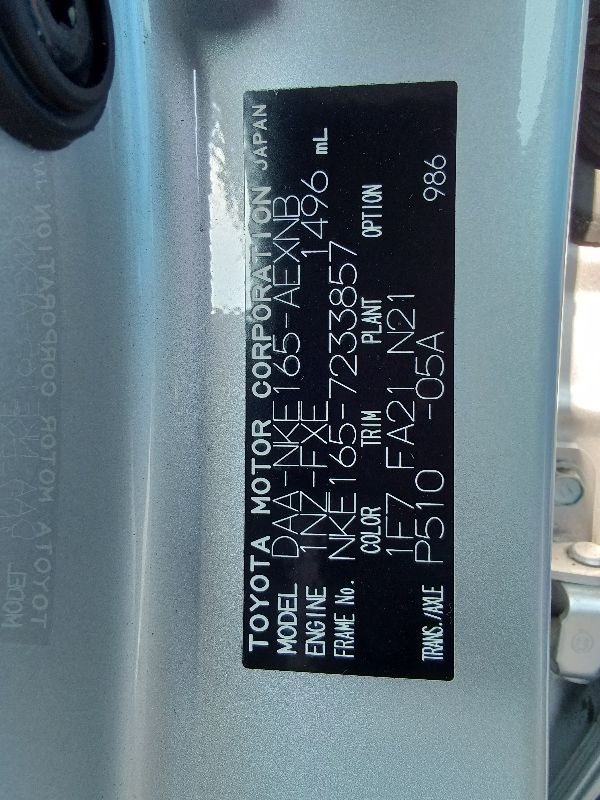 TOYOTA MOTOR CORPORATION JAPAN
MODEL DAA-NKE165-AEXNB
ENGINE 1NZ-FXE 1496 mL
FRAME No. NKE165-7233857
COLOR TRIM PLANT OPTION
1F7 FA21 N21
TRANS./AXLE P510 -05A 986